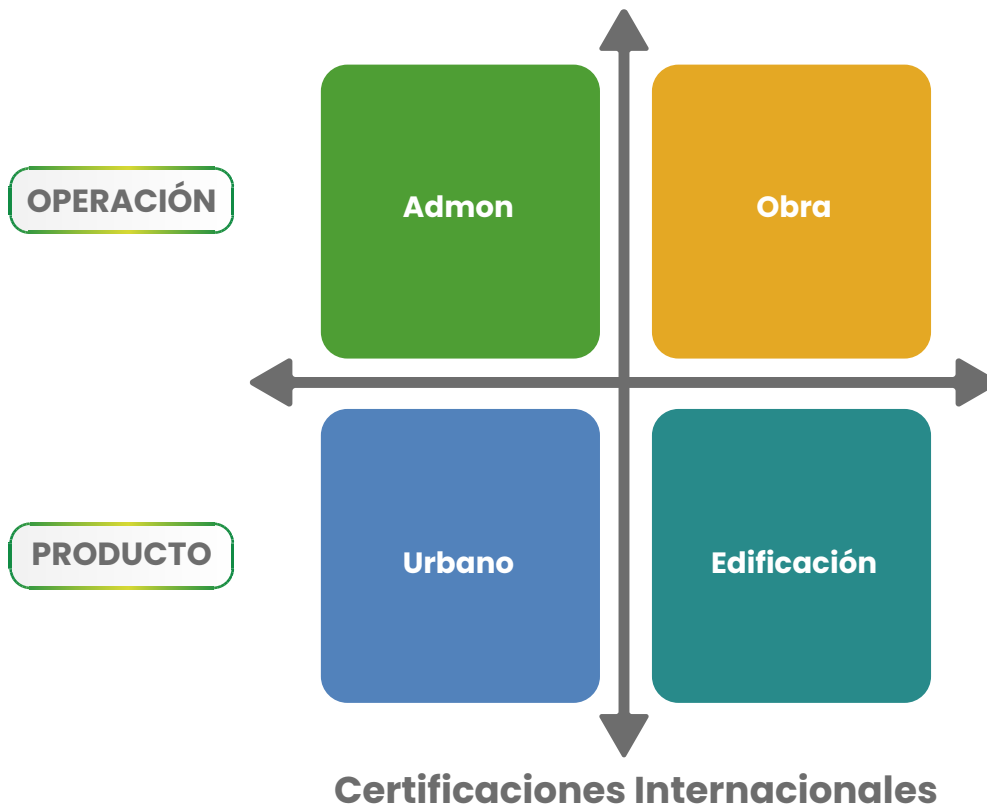 OPERACIÓN
Admon
Obra
PRODUCTO
Urbano
Edificación
Certificaciones Internacionales